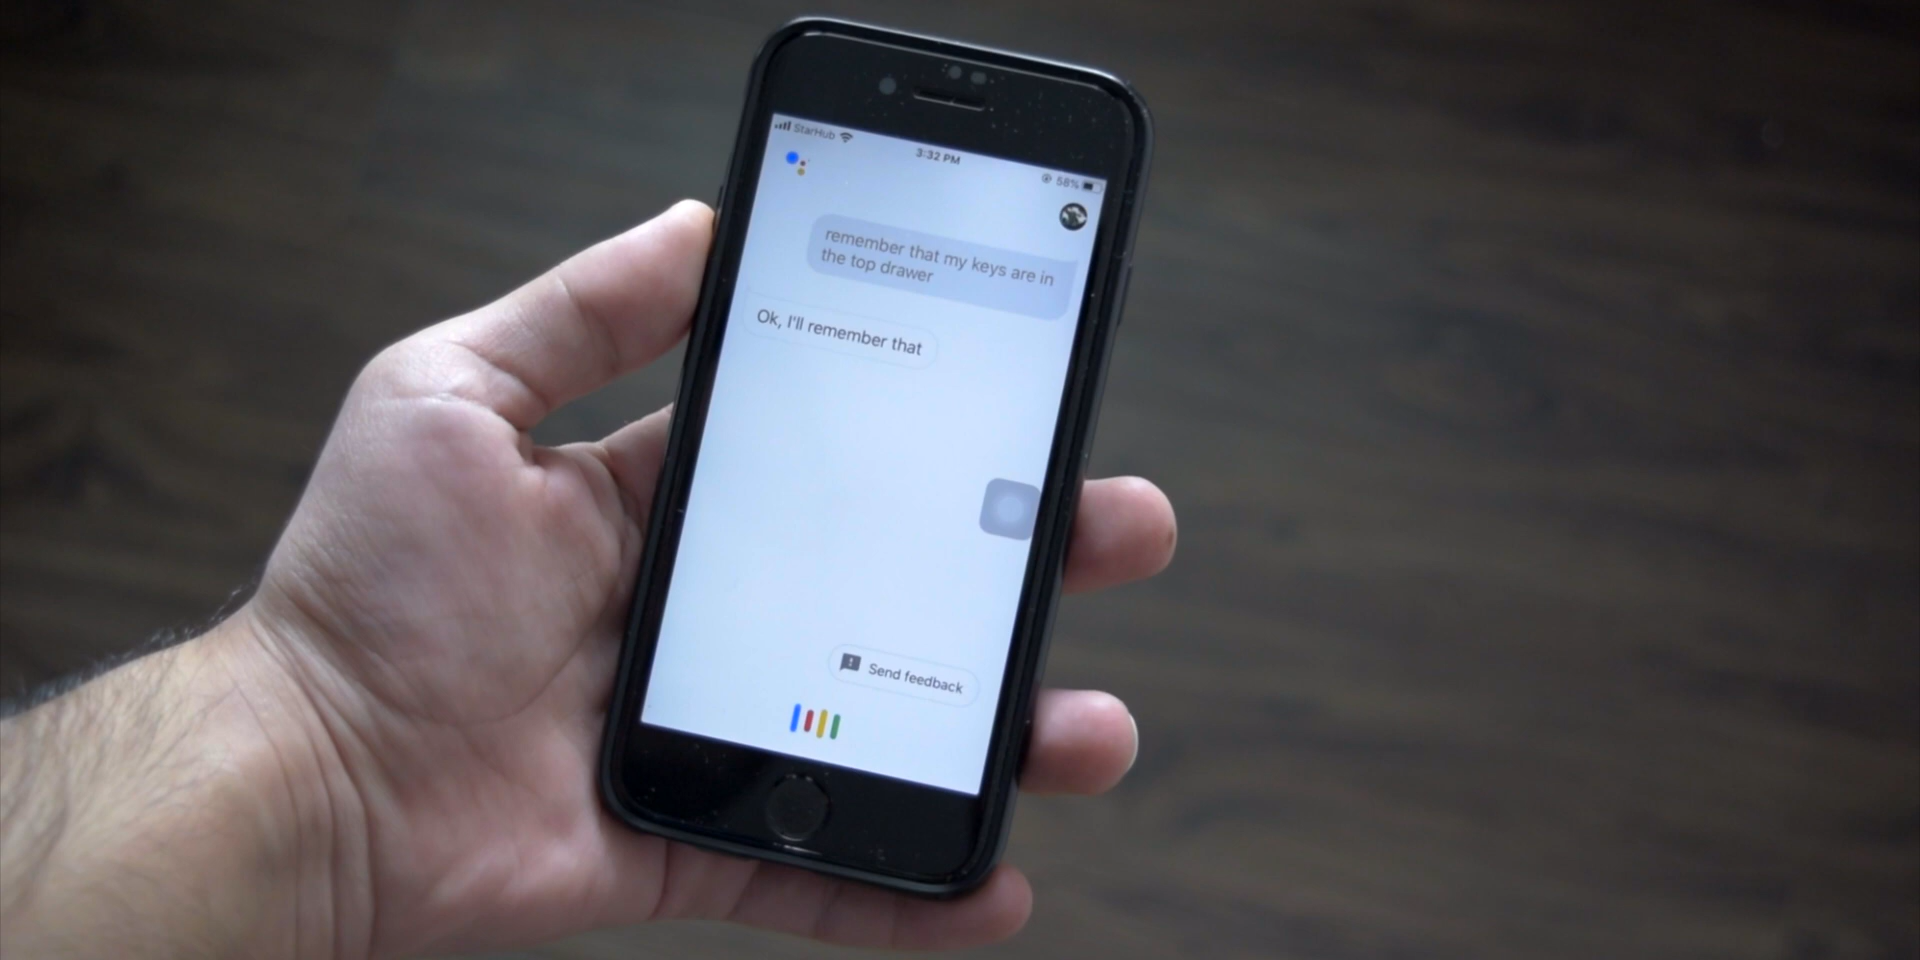 StarHub
3:32 PM
58%
remember that my keys are in
the top drawer
Ok, I'll remember that
Send feedback